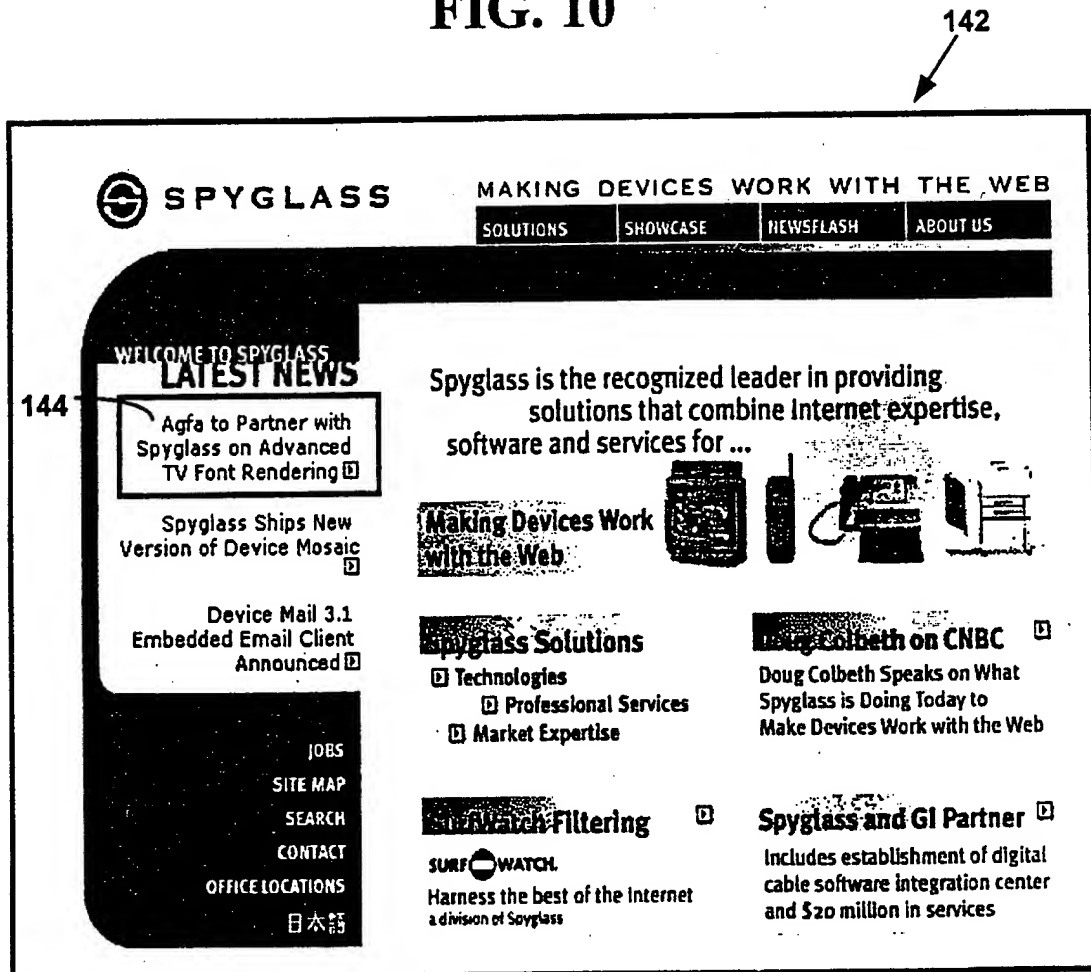 FIG. 10
142
SPYGLASS
MAKING DEVICES WORK WITH THE WEB
SOLUTIONS
SHOWCASE
NEWSFLASH
ABOUT US
WELCOME TO SPYGLASS
LATEST NEWS
144
Agfa to Partner with
Spyglass on Advanced
TV Font Rendering
Spyglass Ships New
Version of Device Mosaic
Device Mail 3.1
Embedded Email Client
Announced
JOBS
SITE MAP
SEARCH
CONTACT
OFFICE LOCATIONS
日本語
Spyglass is the recognized leader in providing
solutions that combine Internet expertise,
software and services for ...
Making Devices Work
with the Web
Spyglass Solutions
Technologies
Professional Services
Market Expertise
Doug Colbeth on CNBC
Doug Colbeth Speaks on What
Spyglass is Doing Today to
Make Devices Work with the Web
SurfWatch Filtering
SURF WATCH.
Harness the best of the Internet
a division of Spyglass
Spyglass and GI Partner
Includes establishment of digital
cable software integration center
and $20 million in services